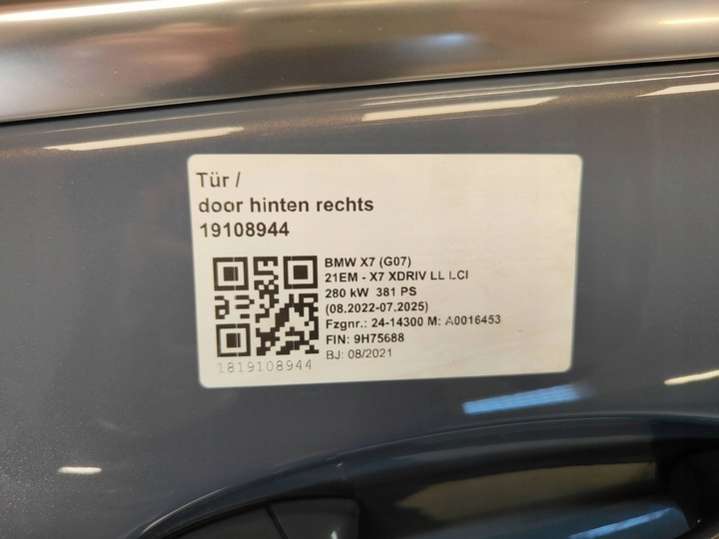 Tür /
door hinten rechts
19108944
BMW X7 (G07)
21EM - X7 XDRIV LL LCI
280 kW 381 PS
(08.2022-07.2025)
Fzgnr.: 24-14300 M: A0016453
FIN: 9H75688
BJ: 08/2021
1819108944